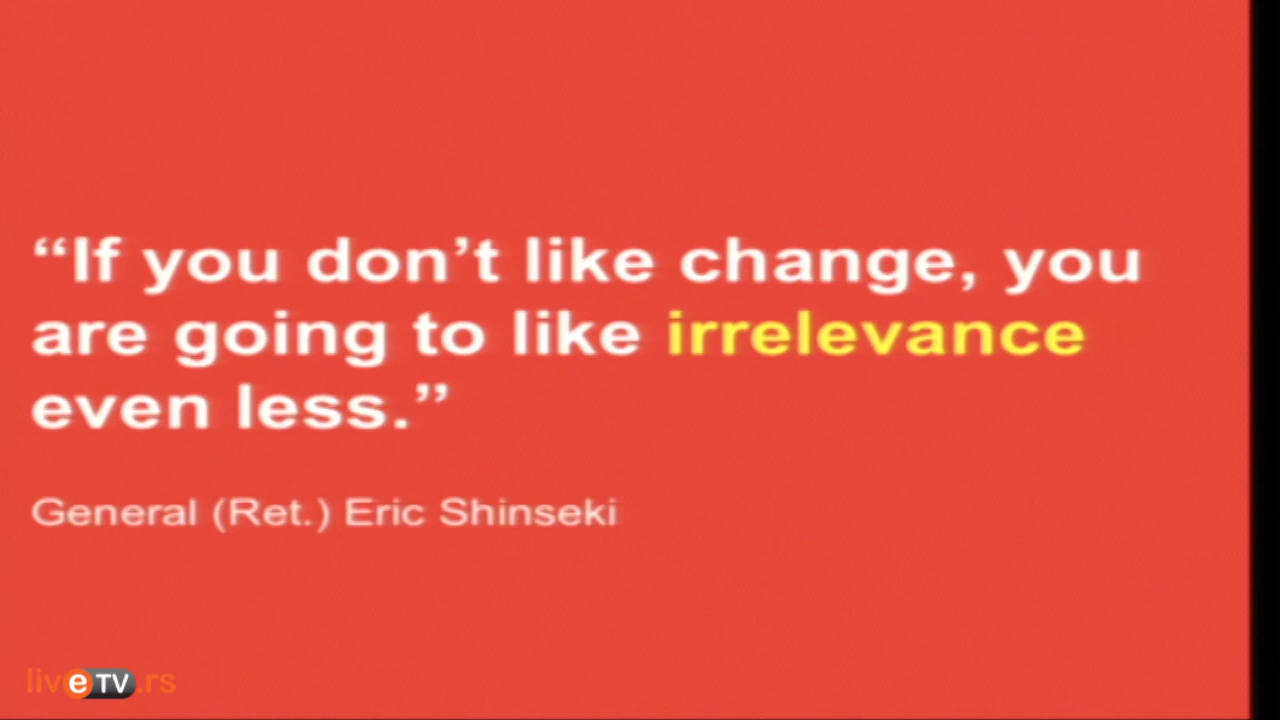 “If you don’t like change, you
are going to like irrelevance
even less.”
General (Ret.) Eric Shinseki
liveTV.rs